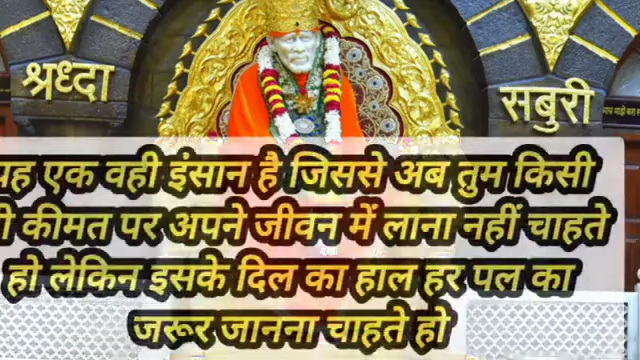 श्रध्दा
सबुरी
यह एक वही इंसान है जिससे अब तुम किसी
कीमत पर अपने जीवन में लाना नहीं चाहते
हो लेकिन इसके दिल का हाल हर पल का
जरूर जानना चाहते हो